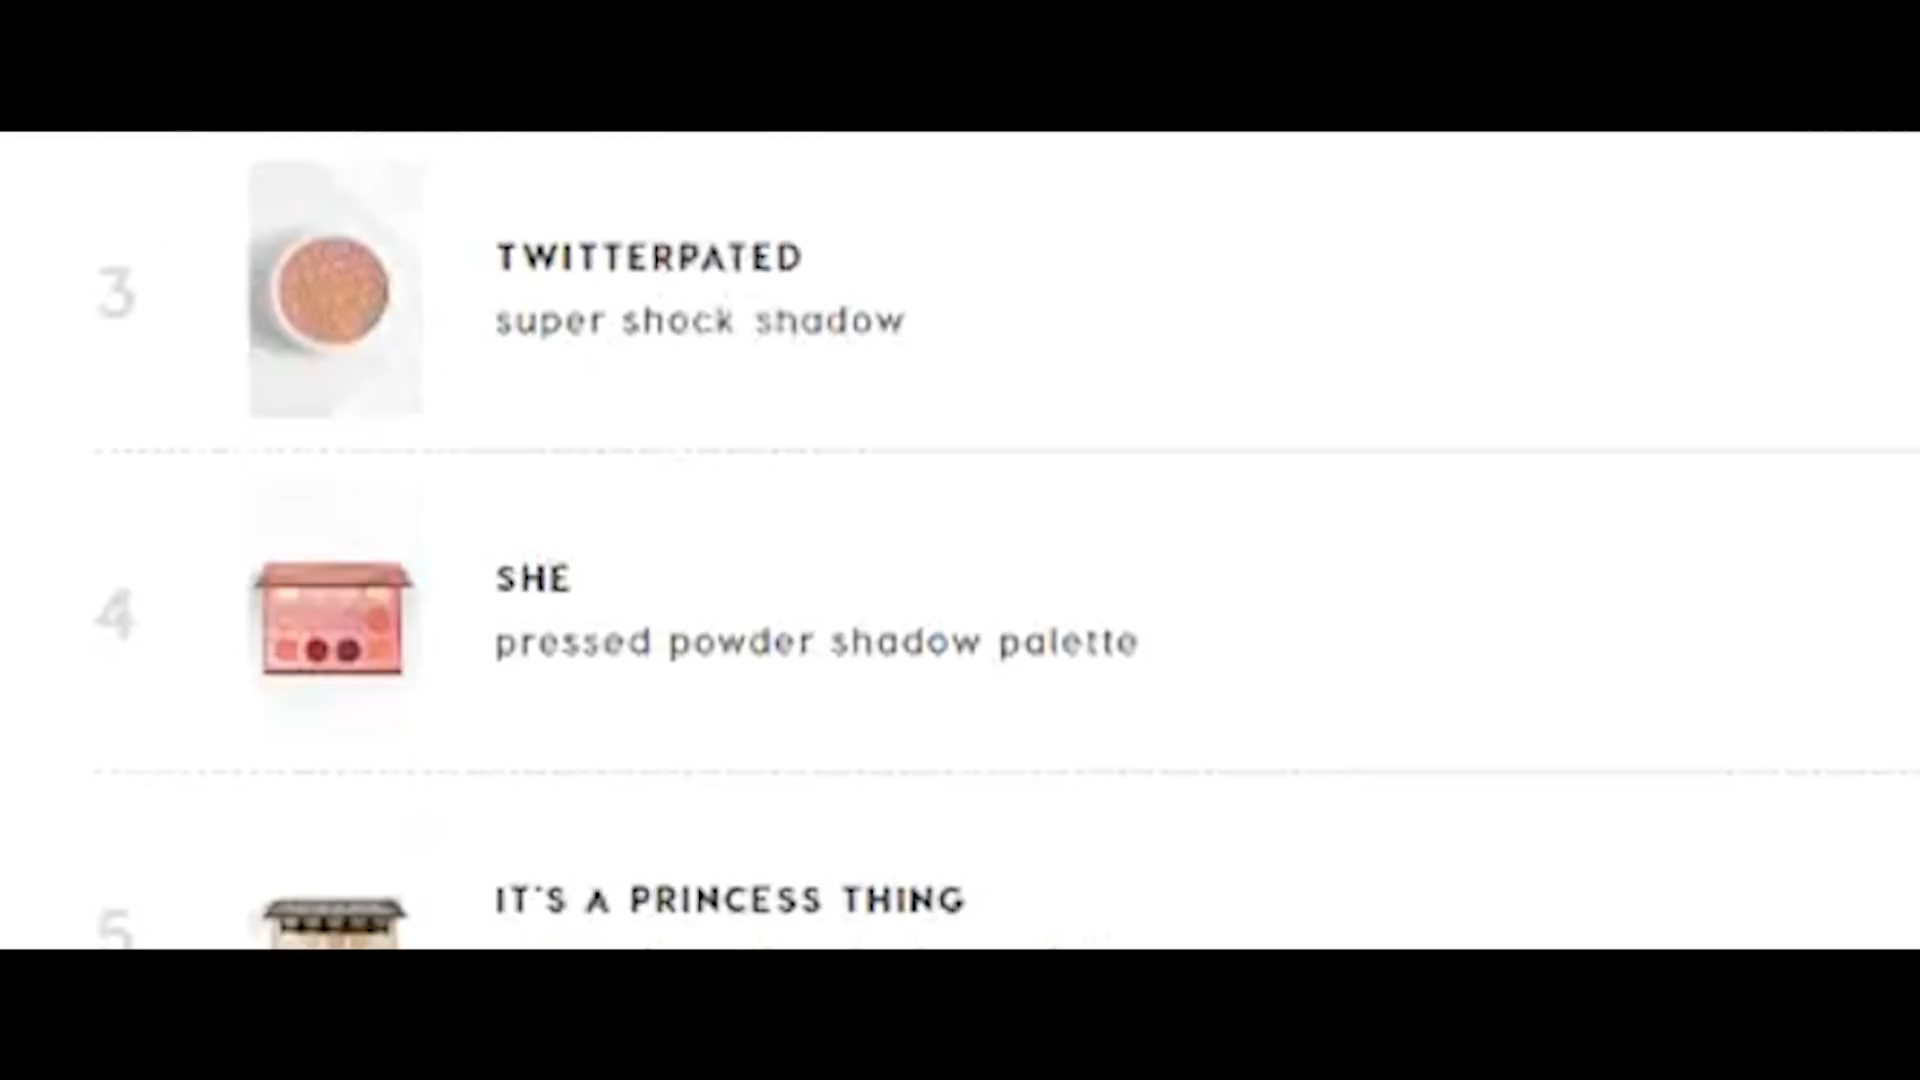 3
TWITTERPATED
super shock shadow
4
SHE
pressed powder shadow palette
5
IT'S A PRINCESS THING